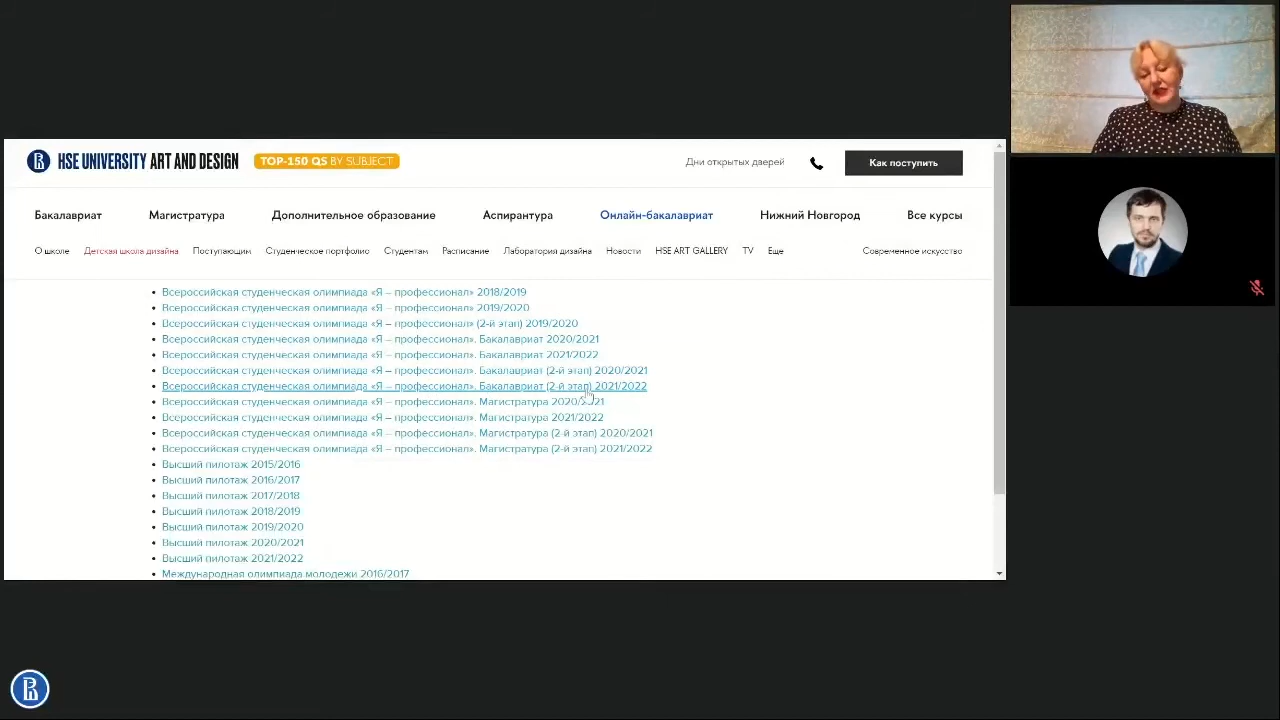 HSE UNIVERSITY ART AND DESIGN TOP-150 QS BY SUBJECT Дни открытых дверей Как поступить
Бакалавриат Магистратура Дополнительное образование Аспирантура Онлайн-бакалавриат Нижний Новгород Все курсы
О школе Детская школа дизайна Поступающим Студенческое портфолио Студентам Расписание Лаборатория дизайна Новости HSE ART GALLERY TV Еще Современное искусство
Всероссийская студенческая олимпиада «Я – профессионал» 2018/2019
Всероссийская студенческая олимпиада «Я – профессионал» 2019/2020
Всероссийская студенческая олимпиада «Я – профессионал» (2-й этап) 2019/2020
Всероссийская студенческая олимпиада «Я – профессионал». Бакалавриат 2020/2021
Всероссийская студенческая олимпиада «Я – профессионал». Бакалавриат 2021/2022
Всероссийская студенческая олимпиада «Я – профессионал». Бакалавриат (2-й этап) 2020/2021
Всероссийская студенческая олимпиада «Я – профессионал». Бакалавриат (2-й этап) 2021/2022
Всероссийская студенческая олимпиада «Я – профессионал». Магистратура 2020/2021
Всероссийская студенческая олимпиада «Я – профессионал». Магистратура 2021/2022
Всероссийская студенческая олимпиада «Я – профессионал». Магистратура (2-й этап) 2020/2021
Всероссийская студенческая олимпиада «Я – профессионал». Магистратура (2-й этап) 2021/2022
Высший пилотаж 2015/2016
Высший пилотаж 2016/2017
Высший пилотаж 2017/2018
Высший пилотаж 2018/2019
Высший пилотаж 2019/2020
Высший пилотаж 2020/2021
Высший пилотаж 2021/2022
Международная олимпиада молодежи 2016/2017